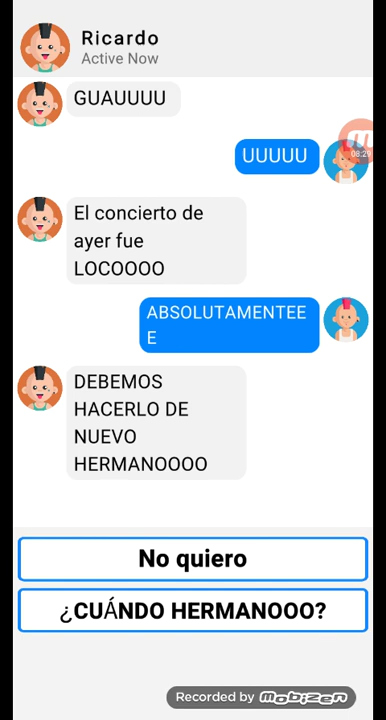 Ricardo
Active Now
GUAUUUU
UUUUU
08:29
El concierto de
ayer fue
LOCOOOO
ABSOLUTAMENTEE
E
DEBEMOS
HACERLO DE
NUEVO
HERMANOOOO
No quiero
¿CUÁNDO HERMANOOO?
Recorded by mobizen